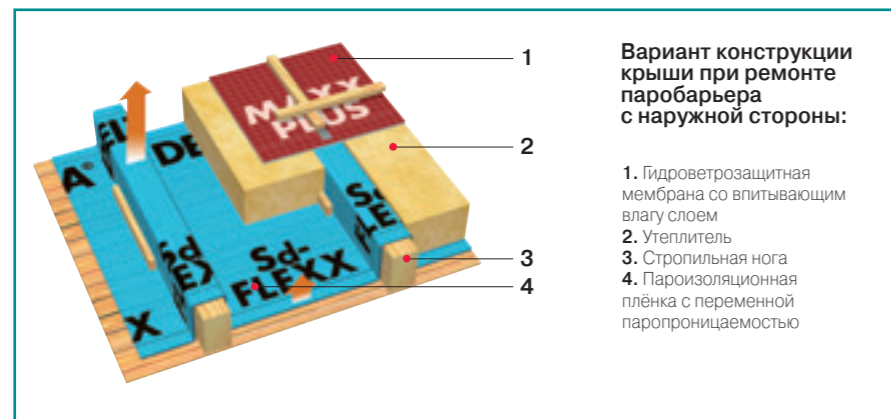 1
2
3
4
MAXX
PLUS
A®
DE
Sd-
FLEXX
X
Вариант конструкции
крыши при ремонте
паробарьера
с наружной стороны:
1. Гидроветрозащитная
мембрана со впитывающим
влагу слоем
2. Утеплитель
3. Стропильная нога
4. Пароизоляционная
плёнка с переменной
паропроницаемостью